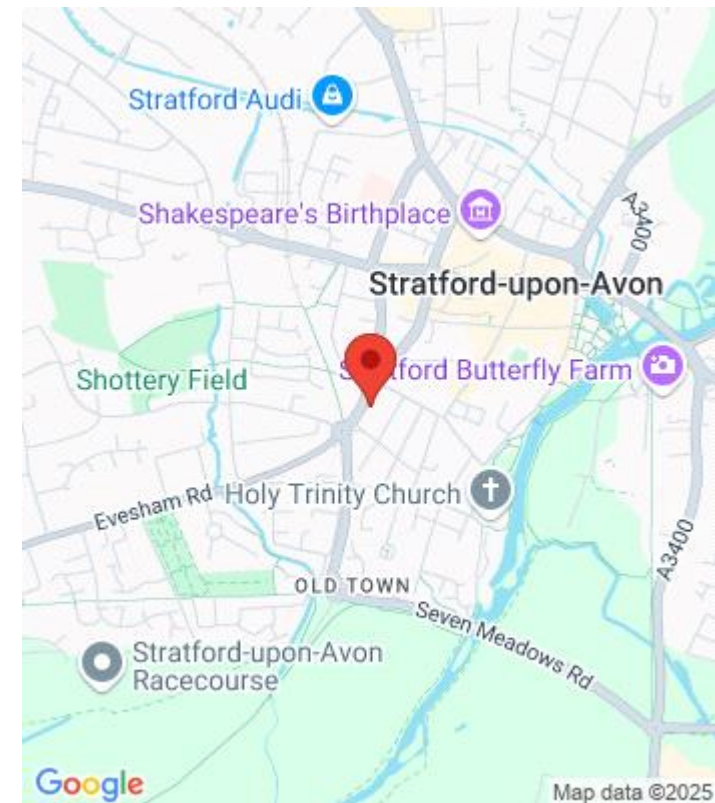 Stratford Audi
Shakespeare's Birthplace
A3400
Stratford-upon-Avon
Shottery Field
Butterfly Farm
Evesham Rd
Holy Trinity Church
A3400
OLD TOWN
Seven Meadows Rd
Stratford-upon-Avon
Racecourse
Google
Map data ©2025